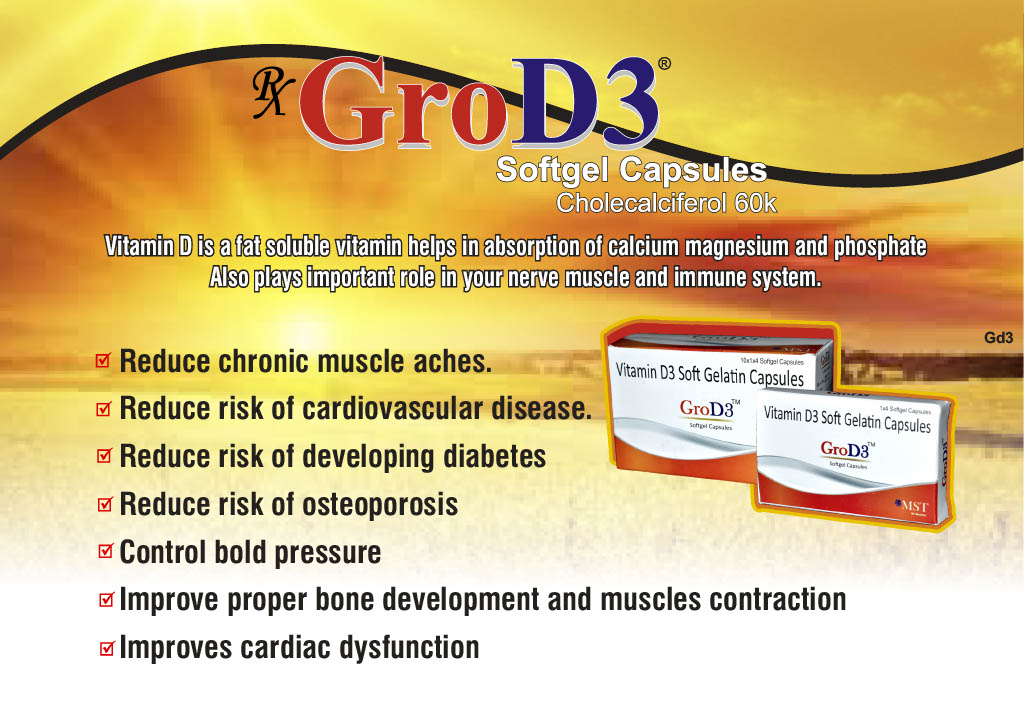 Rx GroD3®
Softgel Capsules
Cholecalciferol 60k
Vitamin D is a fat soluble vitamin helps in absorption of calcium magnesium and phosphate
Also plays important role in your nerve muscle and immune system.
Gd3
Reduce chronic muscle aches.
Reduce risk of cardiovascular disease.
Reduce risk of developing diabetes
Reduce risk of osteoporosis
Control bold pressure
Improve proper bone development and muscles contraction
Improves cardiac dysfunction
10x1x4 Softgel Capsules
Vitamin D3 Soft Gelatin Capsules
GroD3™
Softgel Capsules
1x4 Softgel Capsules
Vitamin D3 Soft Gelatin Capsules
GroD3™
Softgel Capsules
GroD3
MST